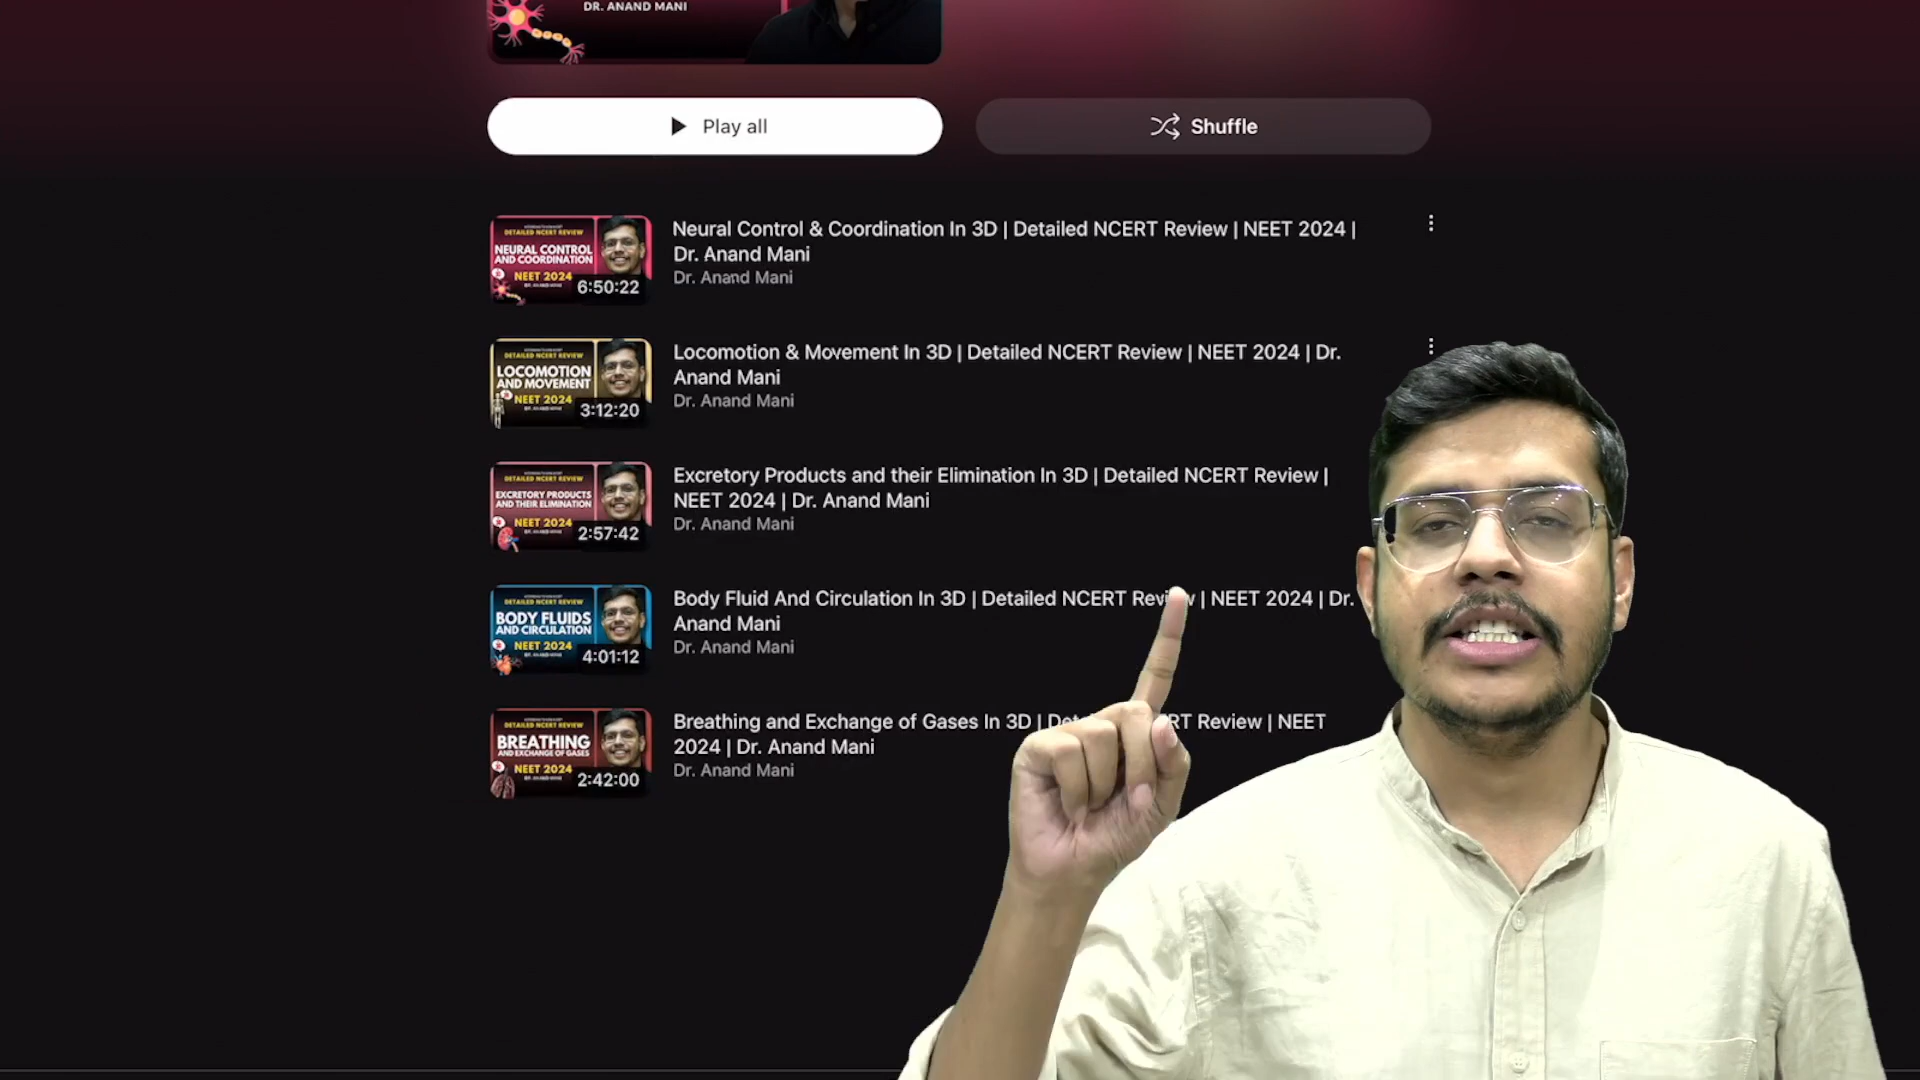 DR. ANAND MANI
Play all
Shuffle
DETAILED NCERT REVIEW
NEURAL CONTROL
AND COORDINATION
NEET 2024
6:50:22
Neural Control & Coordination In 3D | Detailed NCERT Review | NEET 2024 |
Dr. Anand Mani
Dr. Anand Mani
DETAILED NCERT REVIEW
LOCOMOTION
AND MOVEMENT
NEET 2024
3:12:20
Locomotion & Movement In 3D | Detailed NCERT Review | NEET 2024 | Dr.
Anand Mani
Dr. Anand Mani
DETAILED NCERT REVIEW
EXCRETORY PRODUCTS
AND THEIR ELIMINATION
NEET 2024
2:57:42
Excretory Products and their Elimination In 3D | Detailed NCERT Review |
NEET 2024 | Dr. Anand Mani
Dr. Anand Mani
DETAILED NCERT REVIEW
BODY FLUIDS
AND CIRCULATION
NEET 2024
4:01:12
Body Fluid And Circulation In 3D | Detailed NCERT Review | NEET 2024 | Dr.
Anand Mani
Dr. Anand Mani
DETAILED NCERT REVIEW
BREATHING
AND EXCHANGE OF GASES
NEET 2024
2:42:00
Breathing and Exchange of Gases In 3D | Review | NEET
2024 | Dr. Anand Mani
Dr. Anand Mani